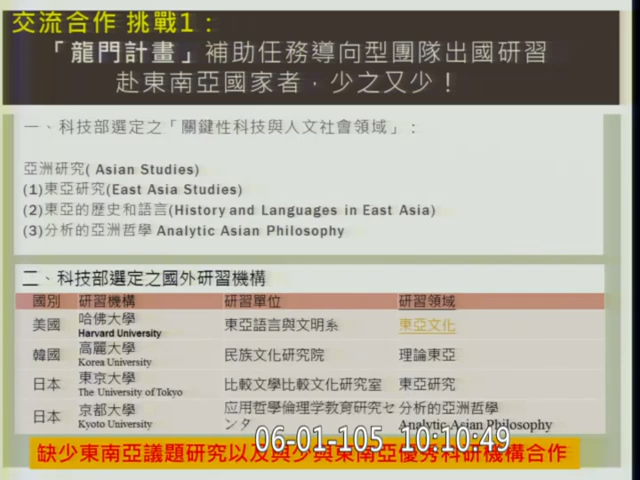 交流合作 挑戰1：
「龍門計畫」補助任務導向型團隊出國研習
赴東南亞國家者，少之又少！
一、科技部選定之「關鍵性科技與人文社會領域」：
亞洲研究( Asian Studies)
(1)東亞研究(East Asia Studies)
(2)東亞的歷史和語言(History and Languages in East Asia)
(3)分析的亞洲哲學 Analytic Asian Philosophy
二、科技部選定之國外研習機構
國別 研習機構 研習單位 研習領域
美國 哈佛大學 Harvard University 東亞語言與文明系 東亞文化
韓國 高麗大學 Korea University 民族文化研究院 理論東亞
日本 東京大學 The University of Tokyo 比較文學比較文化研究室 東亞研究
日本 京都大學 Kyoto University 応用哲學倫理学教育研究センタ 分析的亞洲哲學 Analytic Asian Philosophy
缺少東南亞議題研究以及與少與東南亞優秀科研機構合作
06-01-105 10:10:49